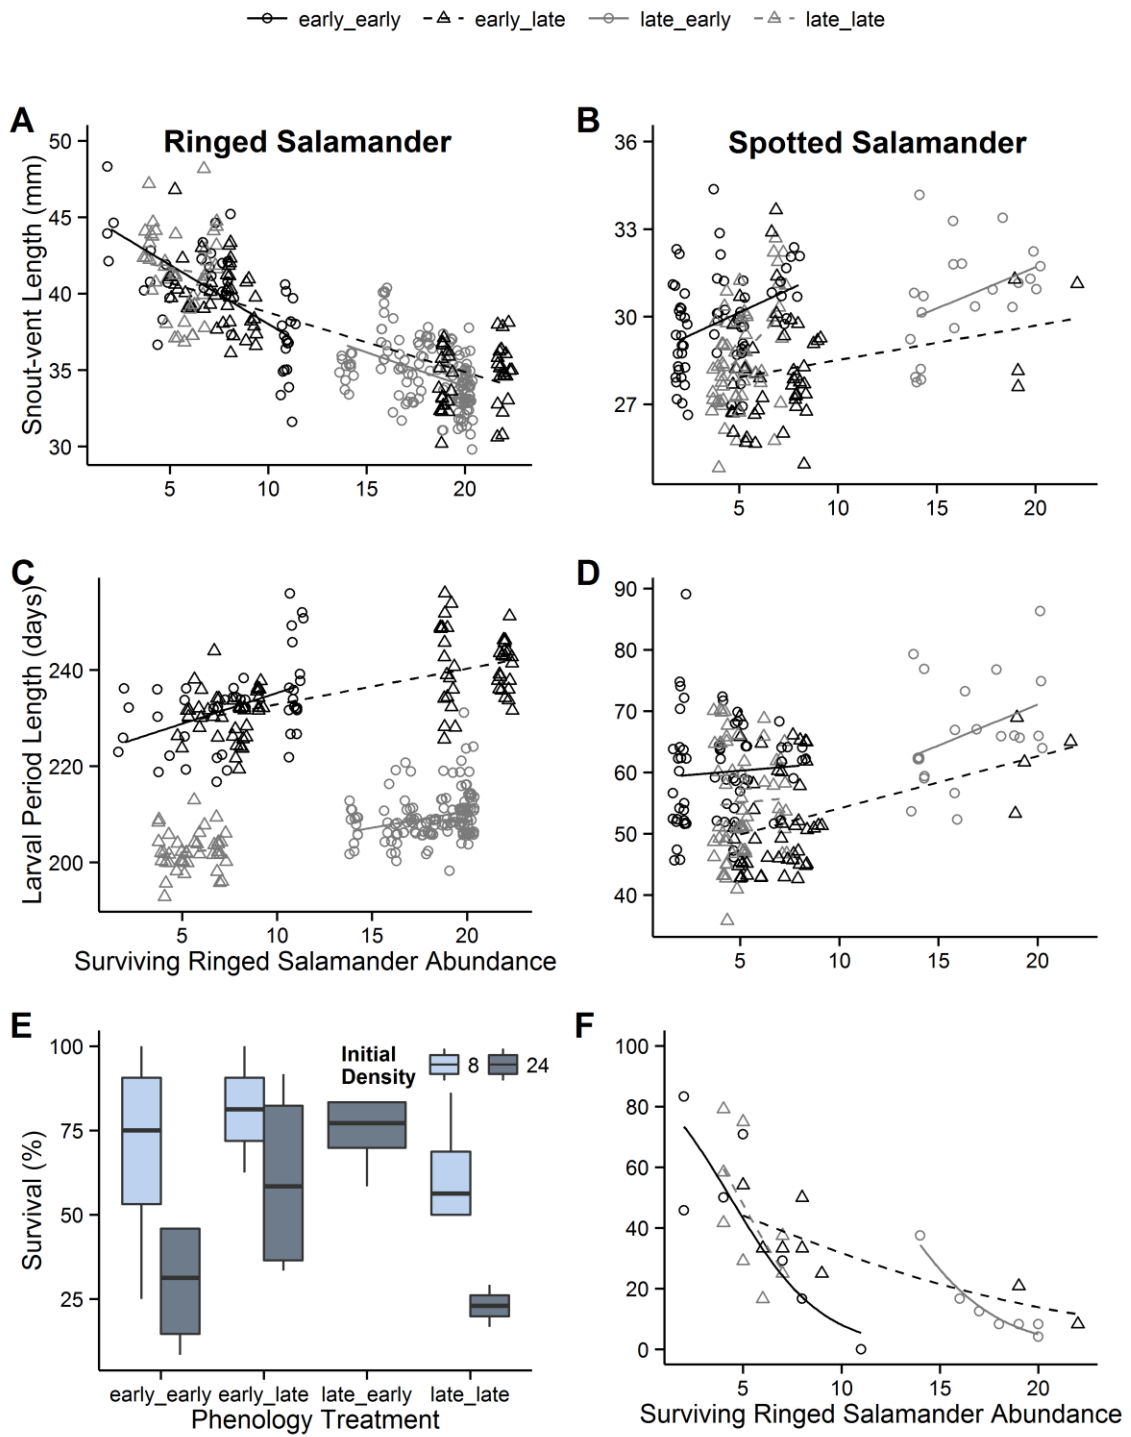 early_early early_late late_early late_late
A B
Ringed Salamander Spotted Salamander
Snout-vent Length (mm)
50
45
40
35
30
5 10 15 20
36
33
30
27
5 10 15 20
C D
Larval Period Length (days)
240
220
200
5 10 15 20
Surviving Ringed Salamander Abundance
90
80
70
60
50
40
5 10 15 20
E F
Survival (%)
100
75
50
25
Initial
Density 8 24
early_early early_late late_early late_late
Phenology Treatment
100
80
60
40
20
0
5 10 15 20
Surviving Ringed Salamander Abundance